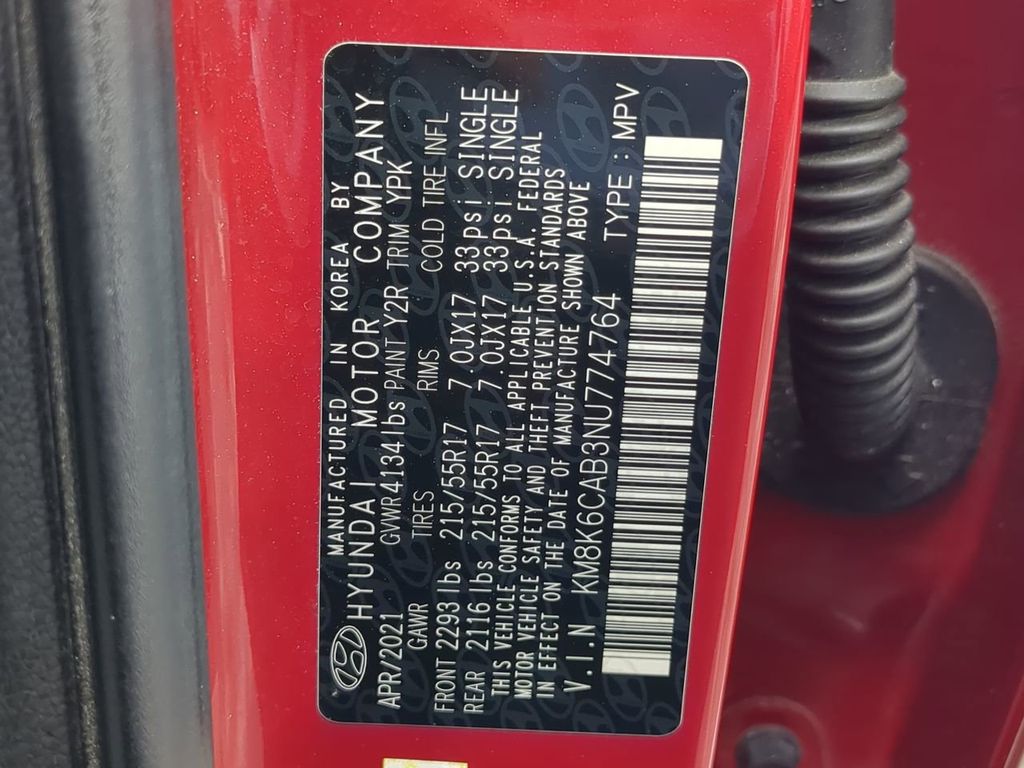 MANUFACTURED IN KOREA BY
HYUNDAI MOTOR COMPANY
APR/2021 GVWR 4134 lbs PAINT Y2R TRIM YPK
GAWR TIRES RIMS COLD TIRE INFL
FRONT 2293 lbs 215/55R17 7.0JX17 33psi SINGLE
REAR 2116 lbs 215/55R17 7.0JX17 33psi SINGLE
THIS VEHICLE CONFORMS TO ALL APPLICABLE U.S.A. FEDERAL
MOTOR VEHICLE SAFETY AND THEFT PREVENTION STANDARDS
IN EFFECT ON THE DATE OF MANUFACTURE SHOWN ABOVE
V.I.N KM8K6CAB3NU774764 TYPE : MPV